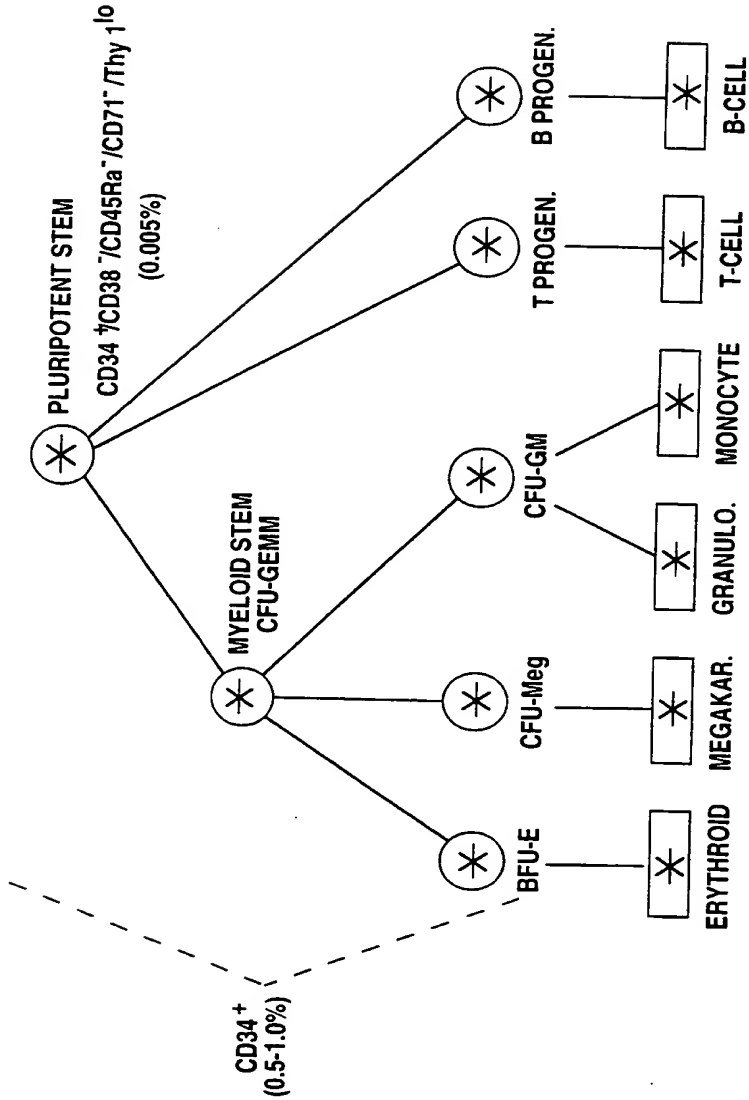 PLURIPOTENT STEM
CD34⁺/CD38⁻/CD45Ra⁻/CD71⁻/Thy 1ˡᵒ
(0.005%)
MYELOID STEM
CFU-GEMM
CD34⁺
(0.5-1.0%)
BFU-E
CFU-Meg
CFU-GM
T PROGEN.
B PROGEN.
ERYTHROID
MEGAKAR.
GRANULO.
MONOCYTE
T-CELL
B-CELL